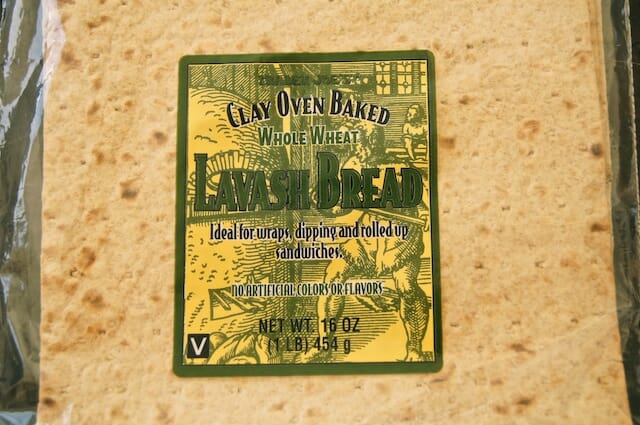 Clay Oven Baked
Whole Wheat
Lavash Bread
Ideal for wraps, dipping and rolled up
sandwiches.
NO ARTIFICIAL COLORS OR FLAVORS
NET WT. 16 OZ
(1 LB) 454 g
V